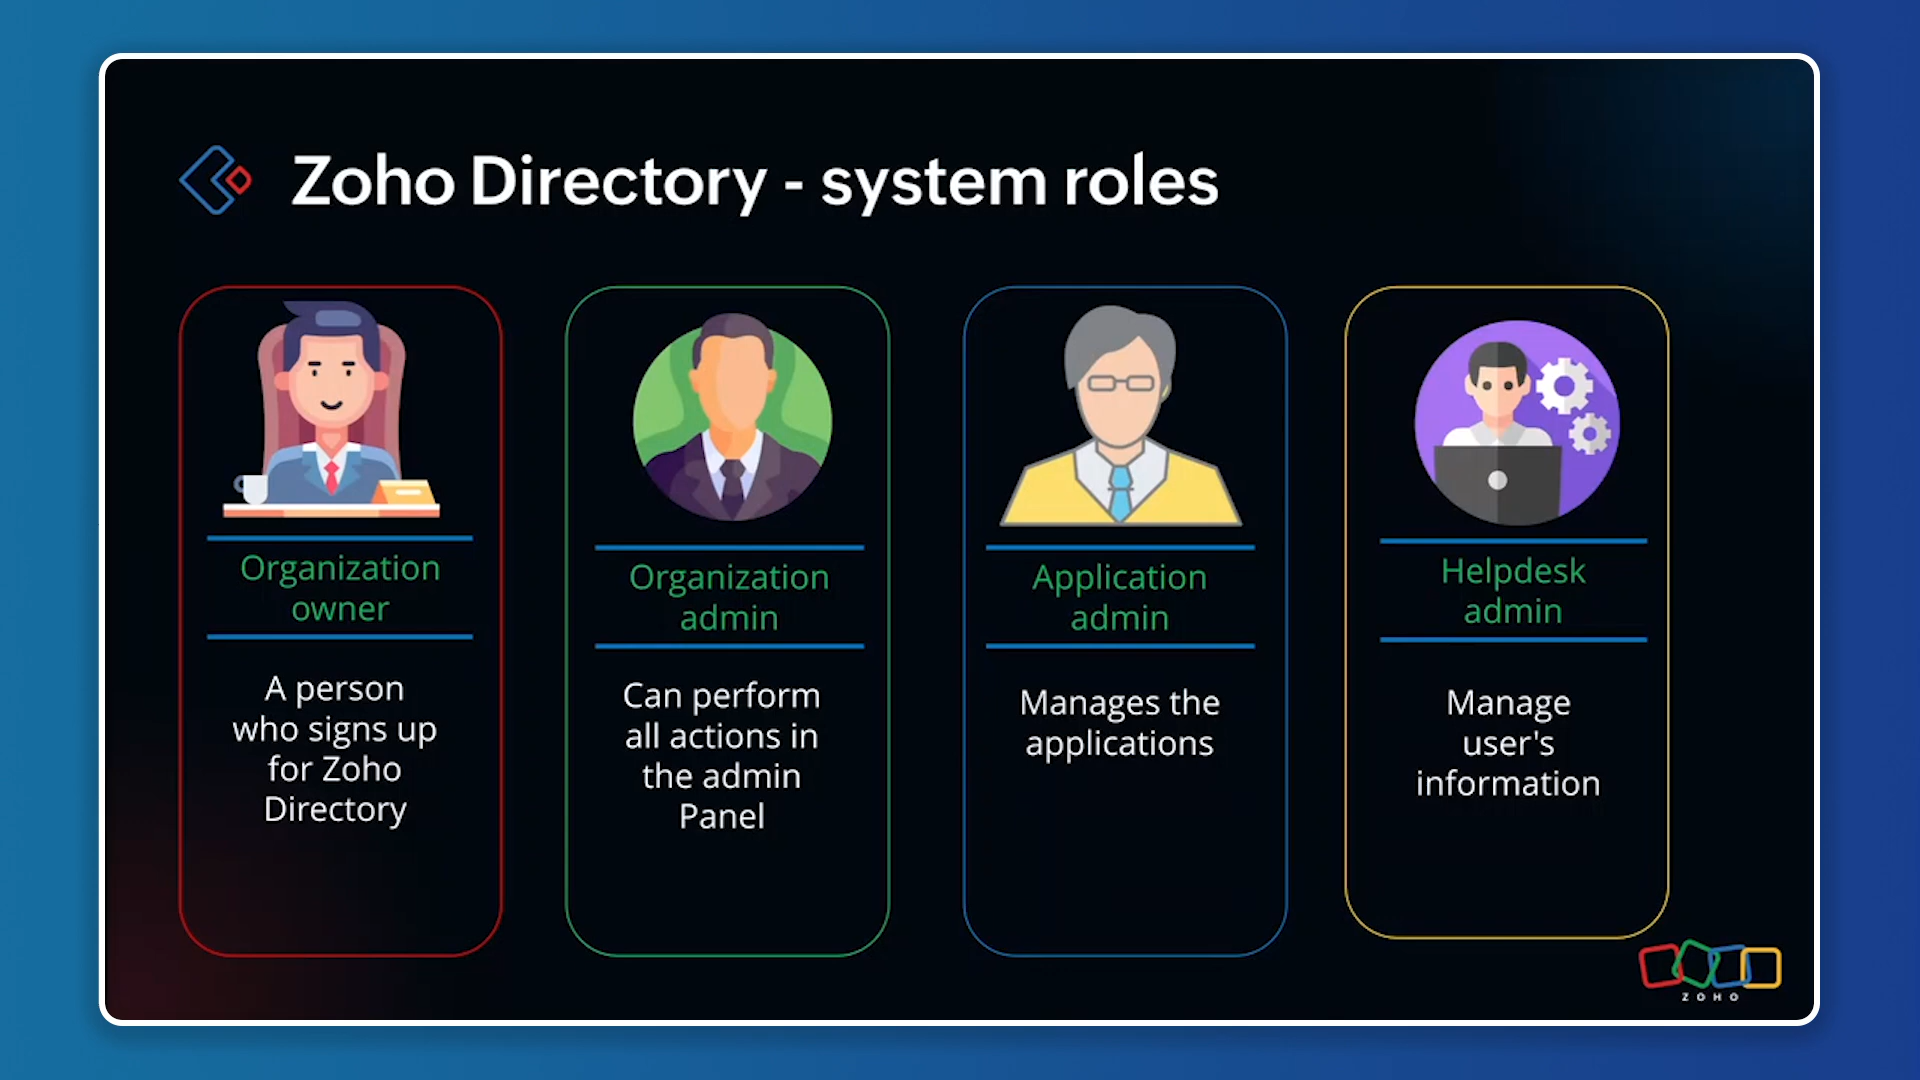 Zoho Directory - system roles
Organization
owner
A person
who signs up
for Zoho
Directory
Organization
admin
Can perform
all actions in
the admin
Panel
Application
admin
Manages the
applications
Helpdesk
admin
Manage
user's
information
ZOHO